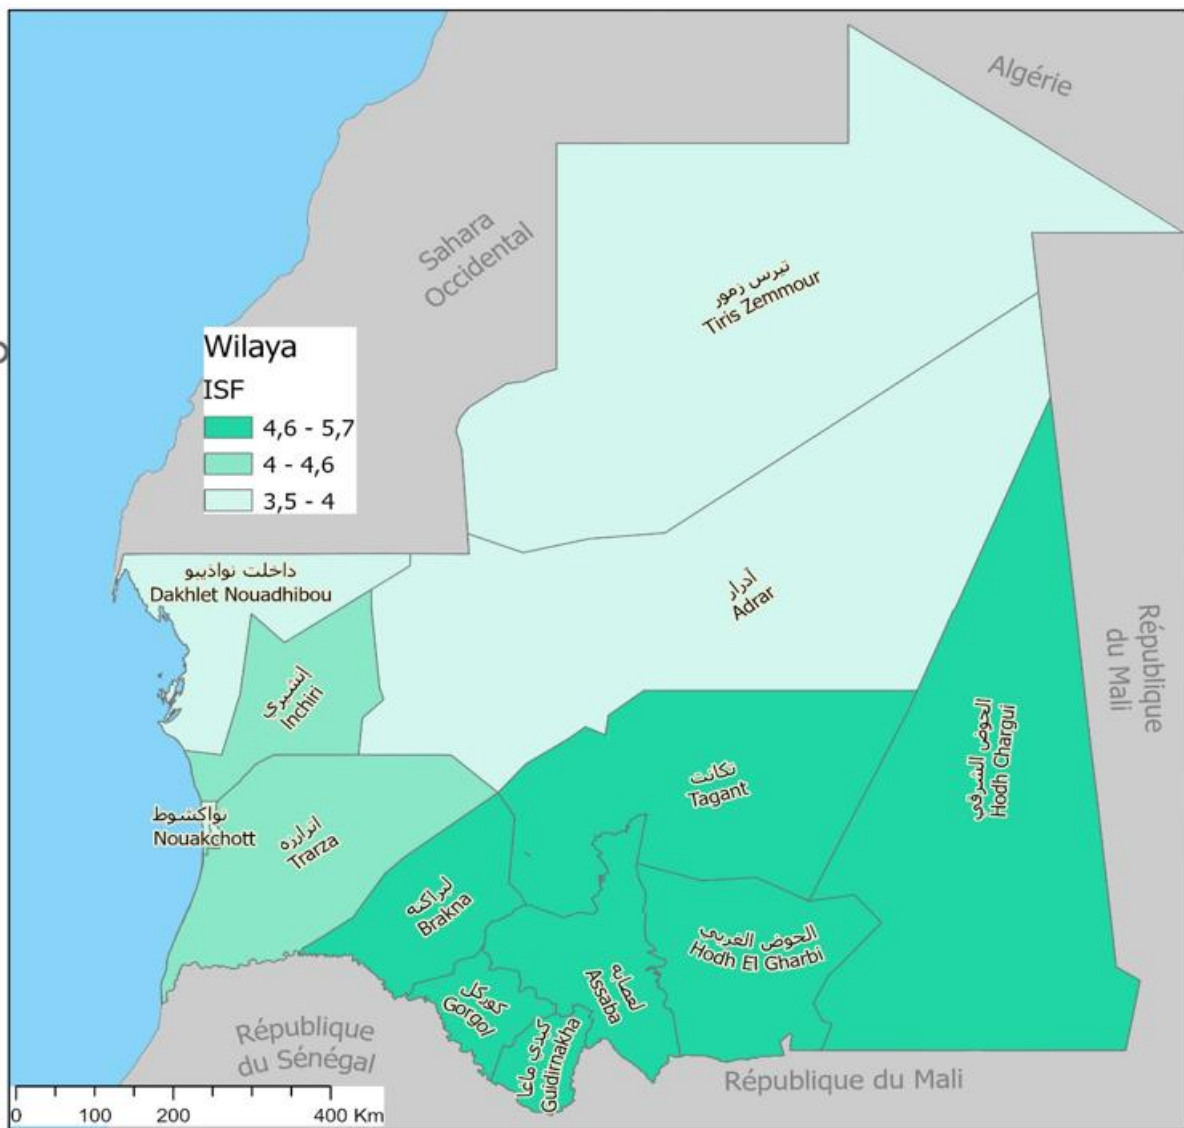 Algérie
Sahara
Occidental
تيرس زمور
Tiris Zemmour
Wilaya
ISF
4,6 - 5,7
4 - 4,6
3,5 - 4
داخلت نواذيبو
Dakhlet Nouadhibou
آدرار
Adrar
République
du Mali
إنشيري
Inchiri
الحوض الشرقي
Hodh Chargui
تكانت
Tagant
نواكشوط
Nouakchott
اترارزه
Trarza
لبراكنه
Brakna
الحوض الغربي
Hodh El Gharbi
لعصابه
Assaba
كوركل
Gorgol
كيدي ماغا
Guidimakha
République
du Sénégal
République du Mali
0 100 200 400 Km